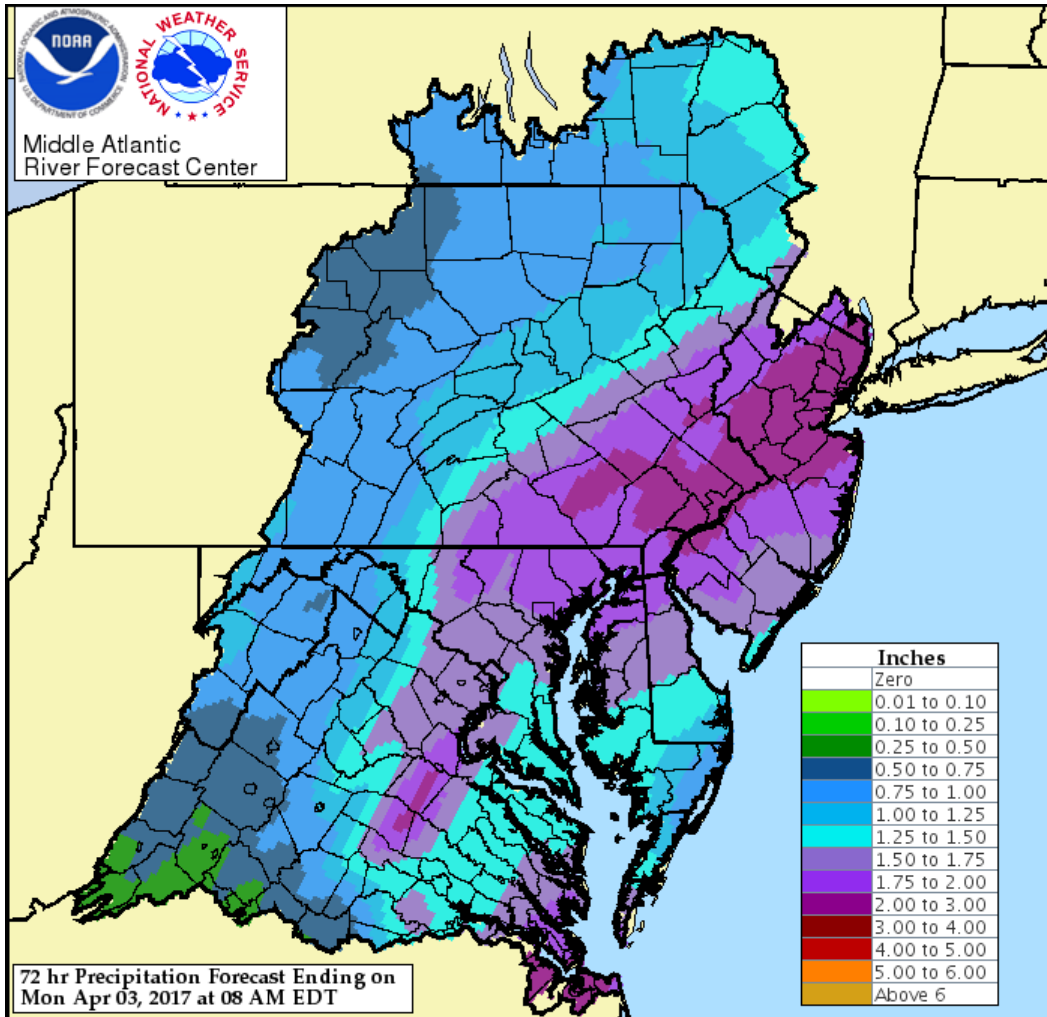 NATIONAL OCEANIC AND ATMOSPHERIC ADMINISTRATION
NOAA
U.S. DEPARTMENT OF COMMERCE
NATIONAL WEATHER SERVICE
Middle Atlantic
River Forecast Center
Inches
Zero
0.01 to 0.10
0.10 to 0.25
0.25 to 0.50
0.50 to 0.75
0.75 to 1.00
1.00 to 1.25
1.25 to 1.50
1.50 to 1.75
1.75 to 2.00
2.00 to 3.00
3.00 to 4.00
4.00 to 5.00
5.00 to 6.00
Above 6
72 hr Precipitation Forecast Ending on
Mon Apr 03, 2017 at 08 AM EDT